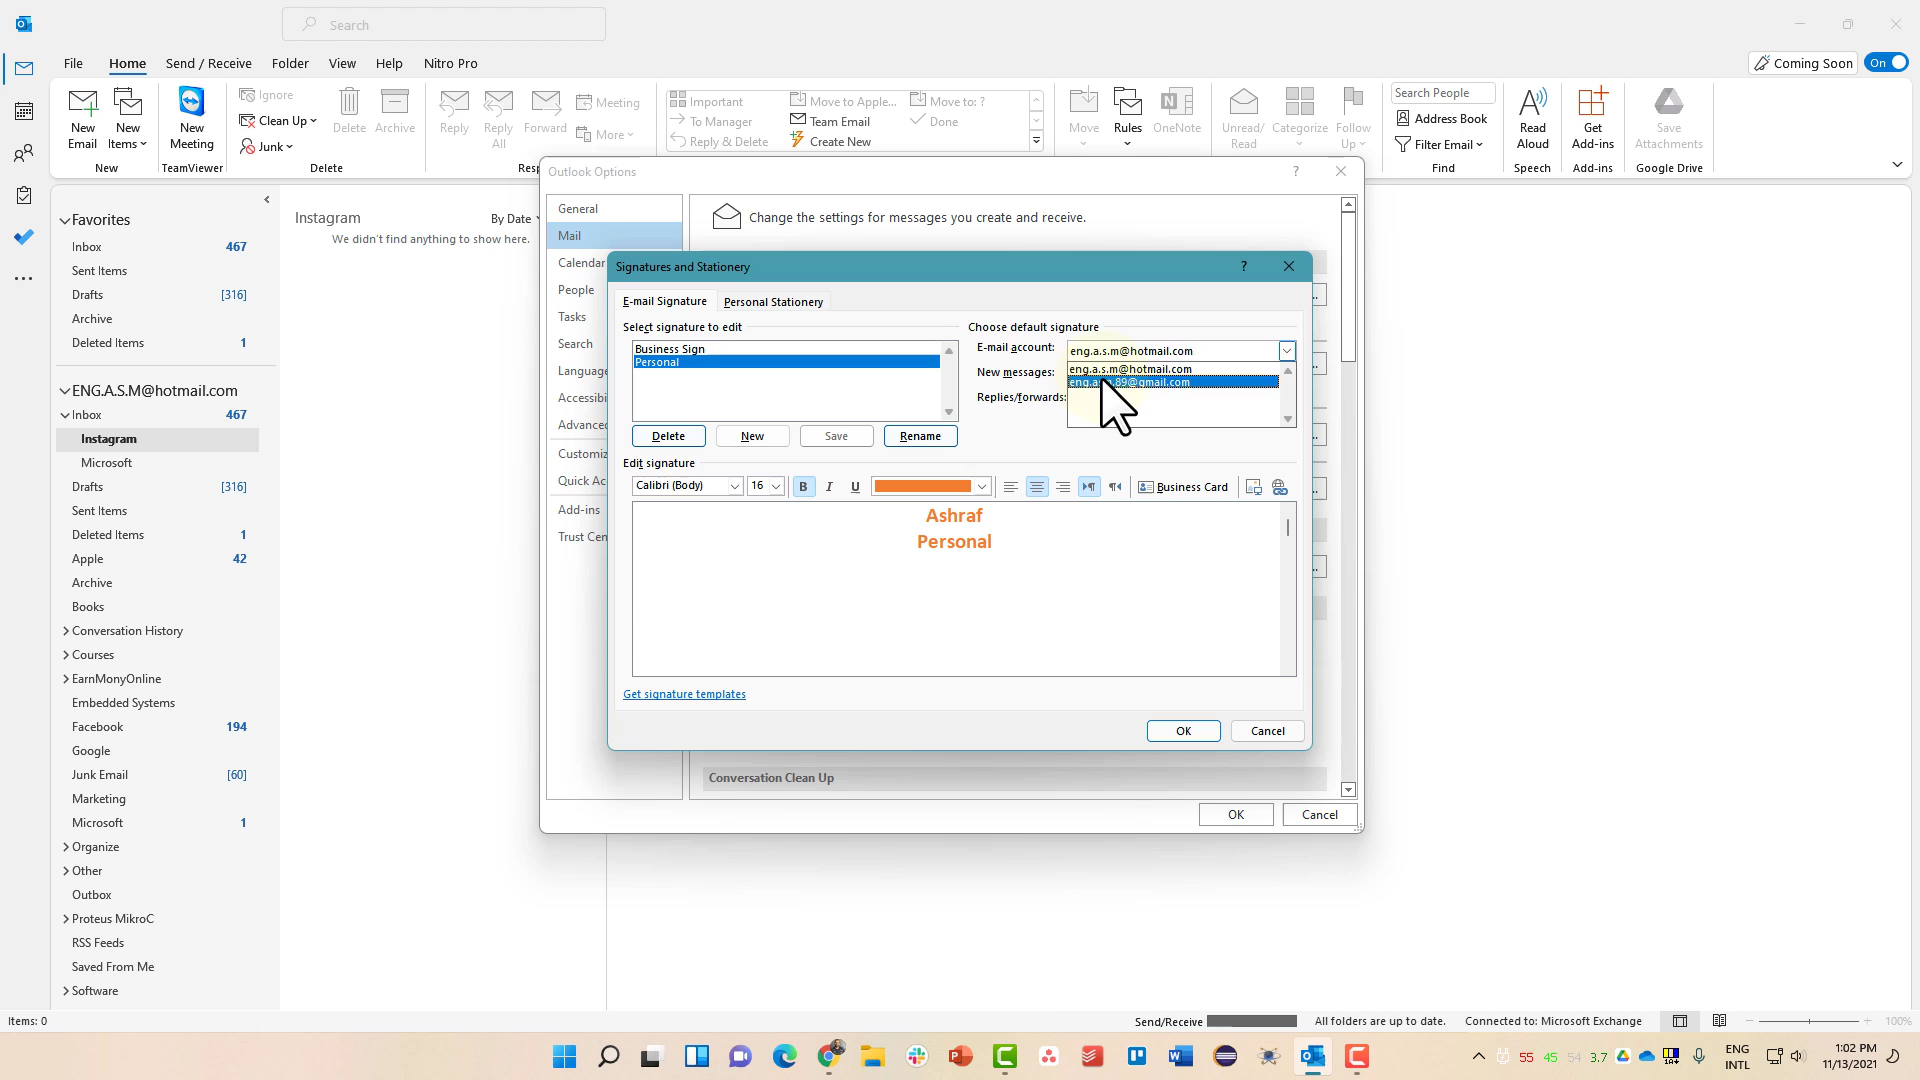 Search
File Home Send / Receive Folder View Help Nitro Pro
Coming Soon On
New Email
New Items
New
New Meeting
TeamViewer
Ignore
Clean Up
Junk
Delete
Archive
Delete
Reply
Reply All
Forward
Meeting
More
Resp
Important
To Manager
Reply & Delete
Move to Apple...
Team Email
Create New
Move to: ?
Done
Move
Rules
OneNote
Unread/ Read
Categorize
Follow Up
Search People
Address Book
Filter Email
Find
Read Aloud
Speech
Get Add-ins
Add-ins
Save Attachments
Google Drive
Favorites
Inbox 467
Sent Items
Drafts [316]
Archive
Deleted Items 1
ENG.A.S.M@hotmail.com
Inbox 467
Instagram
Microsoft
Drafts [316]
Sent Items
Deleted Items 1
Apple 42
Archive
Books
Conversation History
Courses
EarnMonyOnline
Embedded Systems
Facebook 194
Google
Junk Email [60]
Marketing
Microsoft 1
Organize
Other
Outbox
Proteus MikroC
RSS Feeds
Saved From Me
Software
Instagram By Date
We didn't find anything to show here.
Outlook Options ?
General
Mail
Calendar
People
Tasks
Search
Language
Accessibi
Advanced
Customiz
Quick Ac
Add-ins
Trust Cen
Change the settings for messages you create and receive.
Signatures and Stationery ?
E-mail Signature Personal Stationery
Select signature to edit
Business Sign
Personal
Delete New Save Rename
Choose default signature
E-mail account: eng.a.s.m@hotmail.com
eng.a.s.m@hotmail.com
New messages:
Replies/forwards:
Edit signature
Calibri (Body) 16 B I U Business Card
Ashraf
Personal
Get signature templates
OK Cancel
Conversation Clean Up
OK Cancel
Items: 0 Send/Receive All folders are up to date. Connected to: Microsoft Exchange 100%
55 45 54 3.7
ENG
INTL
1:02 PM
11/13/2021